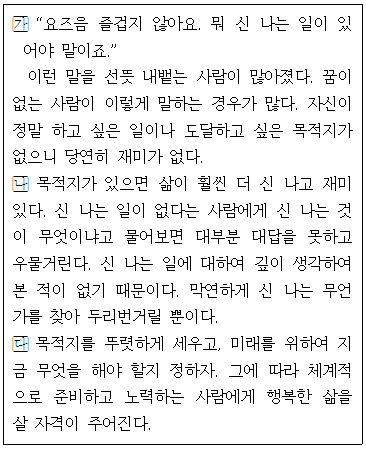 가 “요즈음 즐겁지 않아요. 뭐 신 나는 일이 있
어야 말이죠.”
이런 말을 선뜻 내뱉는 사람이 많아졌다. 꿈이
없는 사람이 이렇게 말하는 경우가 많다. 자신이
정말 하고 싶은 일이나 도달하고 싶은 목적지가
없으니 당연히 재미가 없다.
나 목적지가 있으면 삶이 훨씬 더 신 나고 재미
있다. 신 나는 일이 없다는 사람에게 신 나는 것
이 무엇이냐고 물어보면 대부분 대답을 못하고
우물거린다. 신 나는 일에 대하여 깊이 생각하여
본 적이 없기 때문이다. 막연하게 신 나는 무언
가를 찾아 두리번거릴 뿐이다.
다 목적지를 뚜렷하게 세우고, 미래를 위하여 지
금 무엇을 해야 할지 정하자. 그에 따라 체계적
으로 준비하고 노력하는 사람에게 행복한 삶을
살 자격이 주어진다.